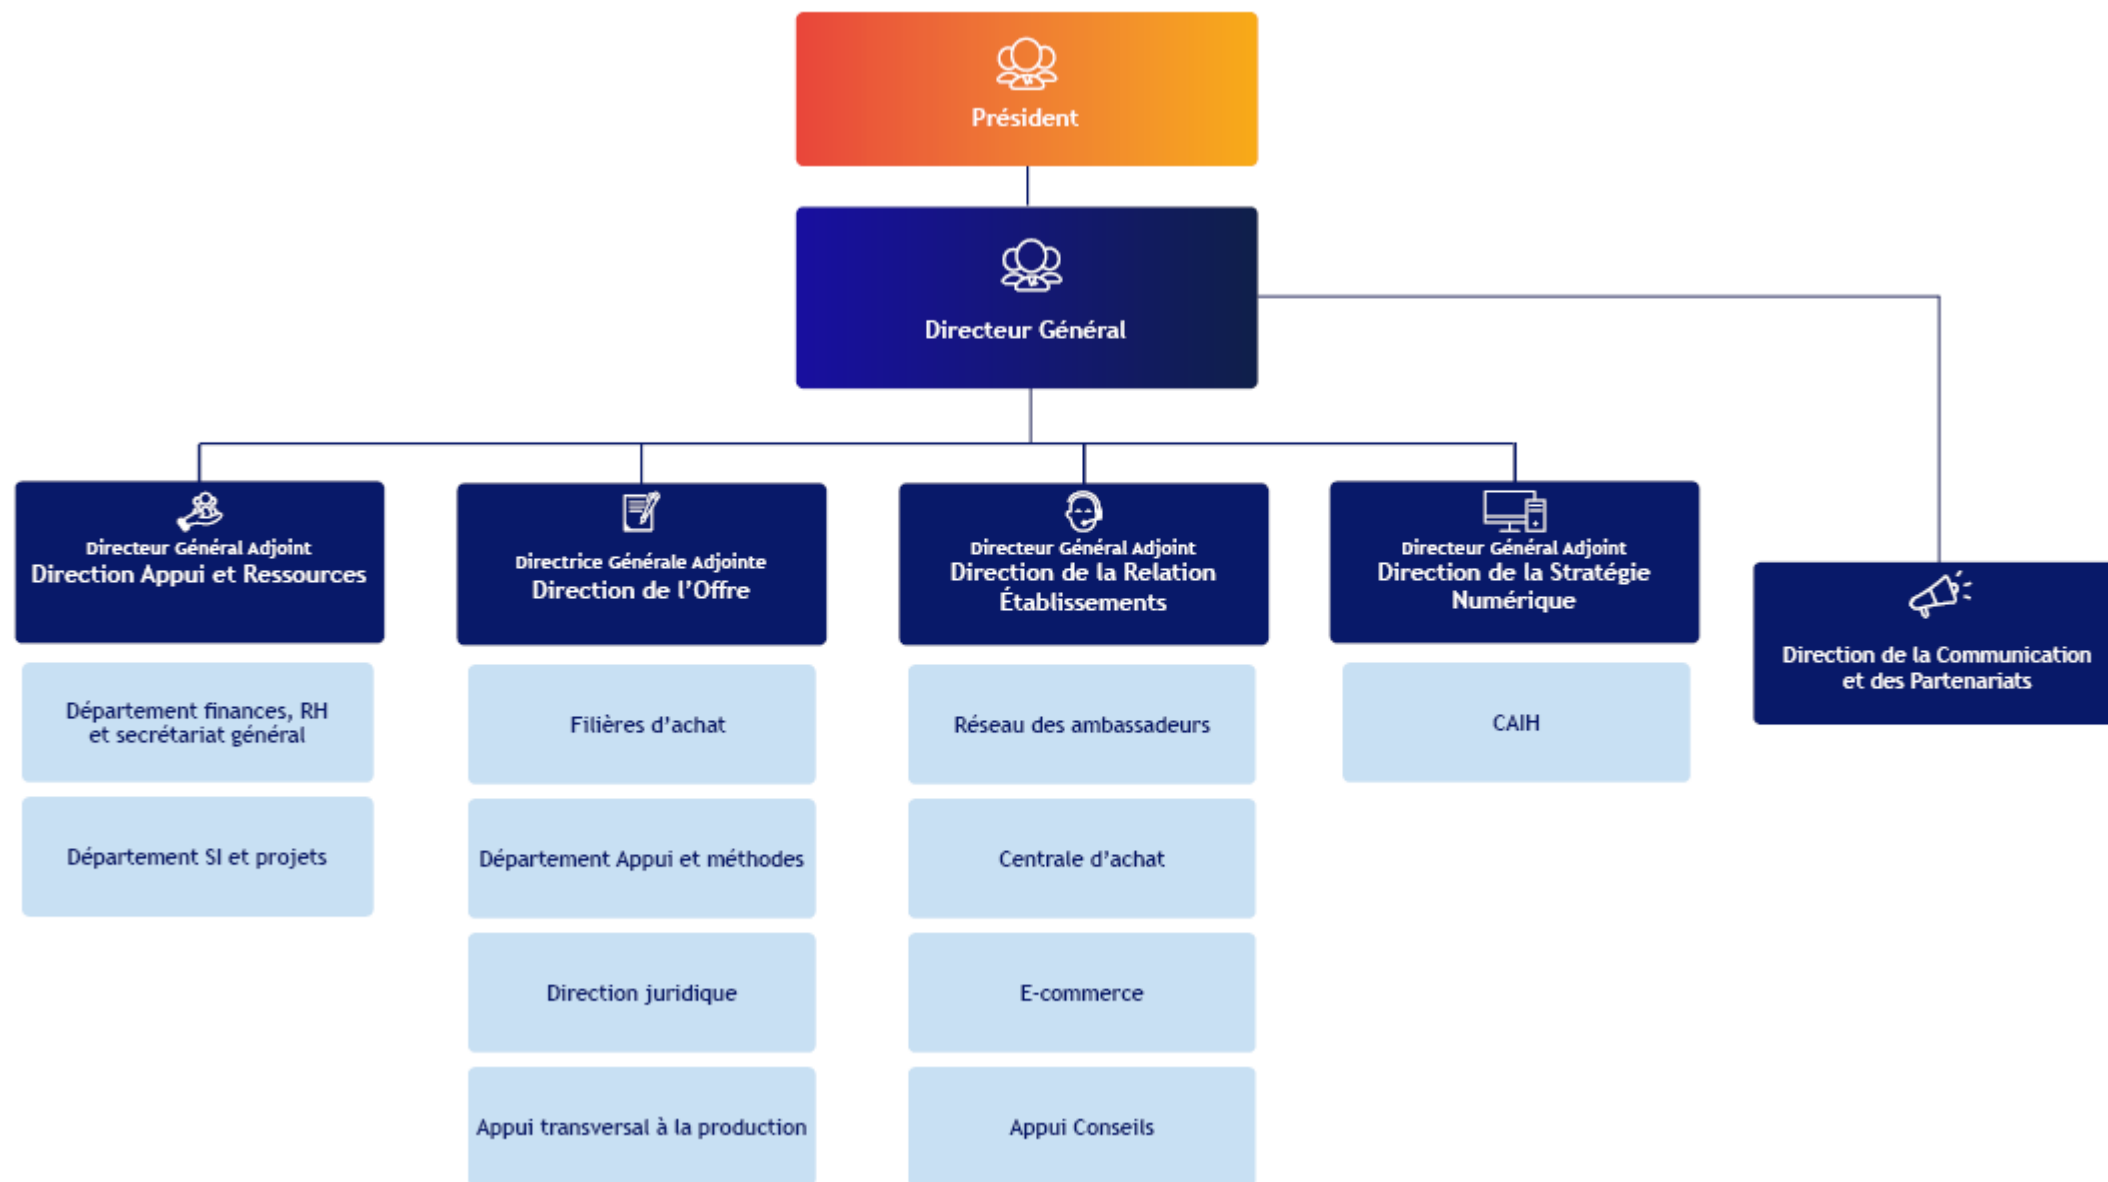 Président
Directeur Général
Directeur Général Adjoint
Direction Appui et Ressources
Directrice Générale Adjointe
Direction de l’Offre
Directeur Général Adjoint
Direction de la Relation
Établissements
Directeur Général Adjoint
Direction de la Stratégie
Numérique
Direction de la Communication
et des Partenariats
Département finances, RH
et secrétariat général
Département SI et projets
Filières d’achat
Département Appui et méthodes
Direction juridique
Appui transversal à la production
Réseau des ambassadeurs
Centrale d’achat
E-commerce
Appui Conseils
CAIH